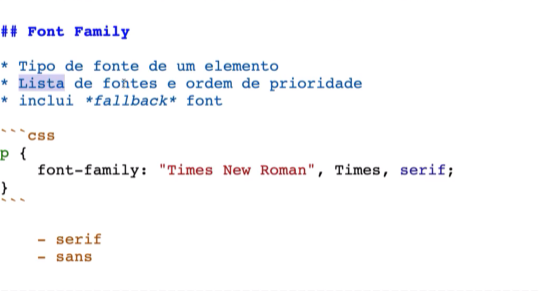 ## Font Family
* Tipo de fonte de um elemento
* Lista de fontes e ordem de prioridade
* inclui *fallback* font
```css
p {
font-family: "Times New Roman", Times, serif;
}
```
- serif
- sans